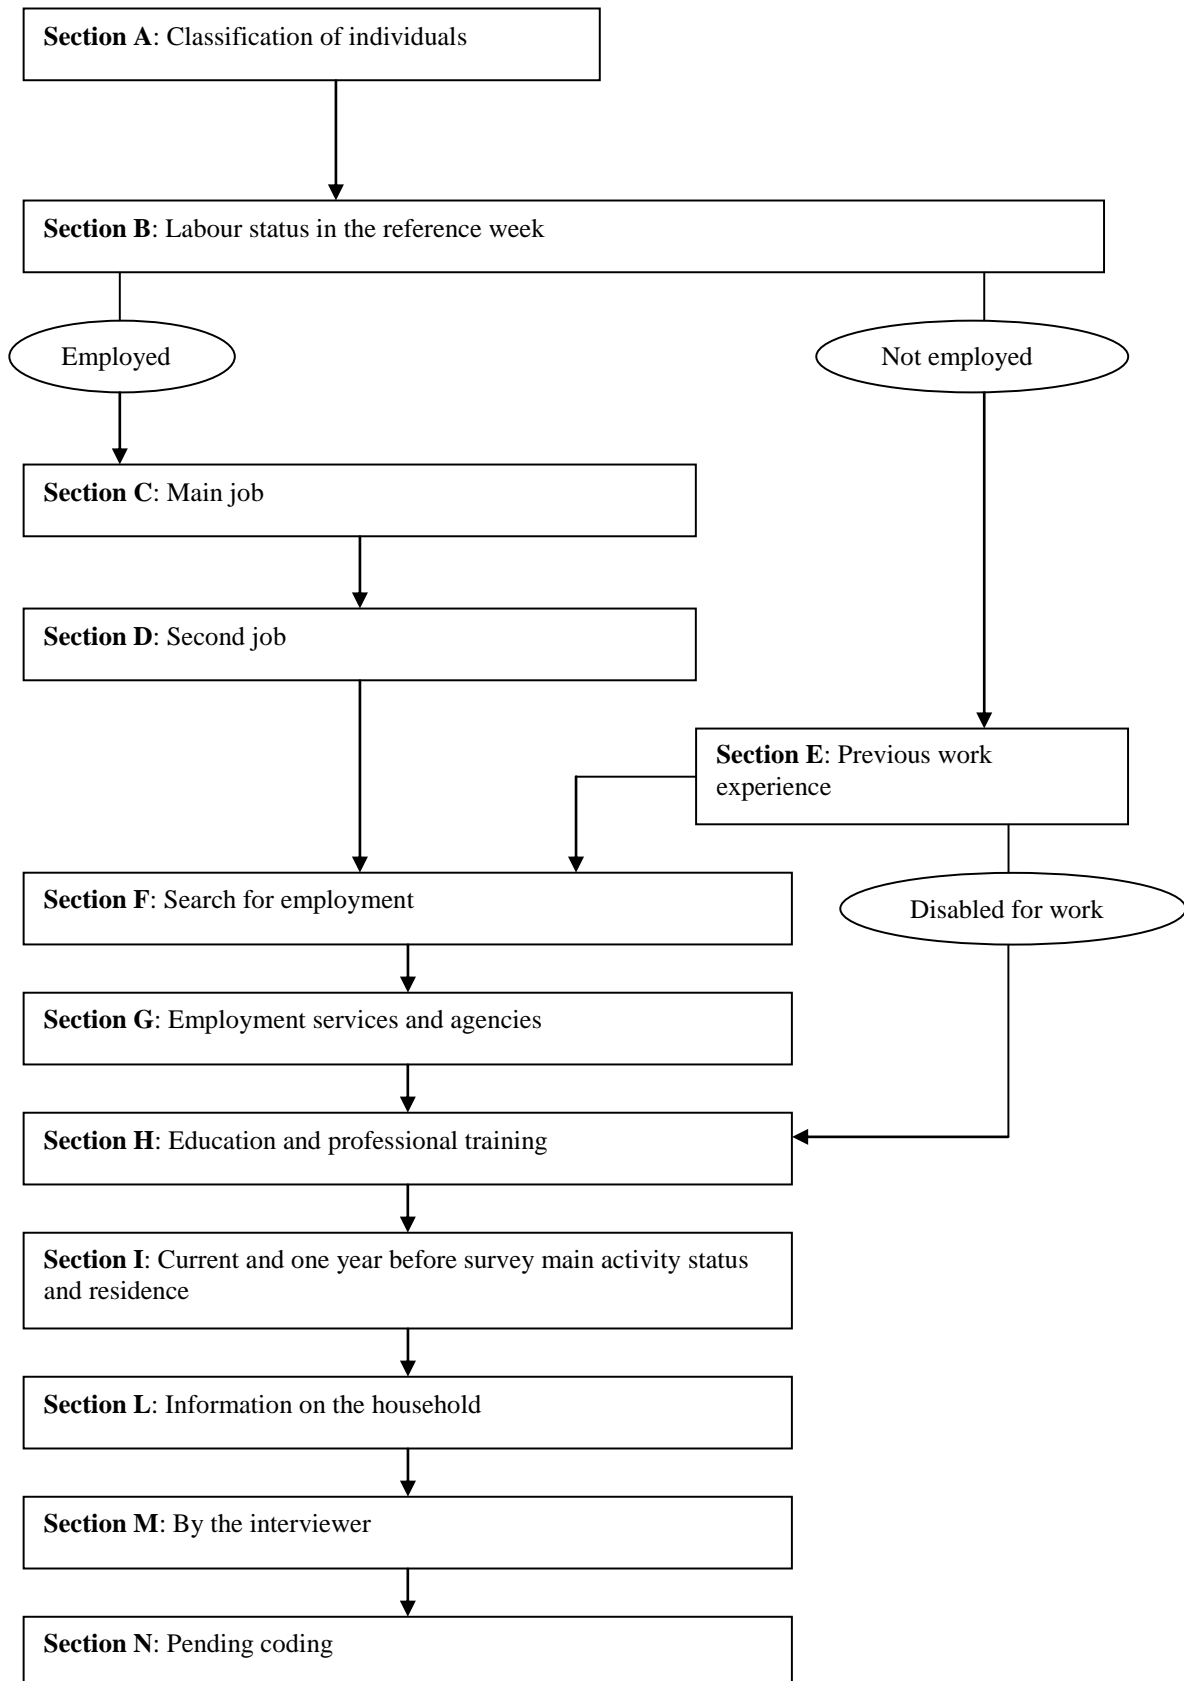 Section A: Classification of individuals
Section B: Labour status in the reference week
Employed
Not employed
Section C: Main job
Section D: Second job
Section E: Previous work
experience
Section F: Search for employment
Disabled for work
Section G: Employment services and agencies
Section H: Education and professional training
Section I: Current and one year before survey main activity status
and residence
Section L: Information on the household
Section M: By the interviewer
Section N: Pending coding